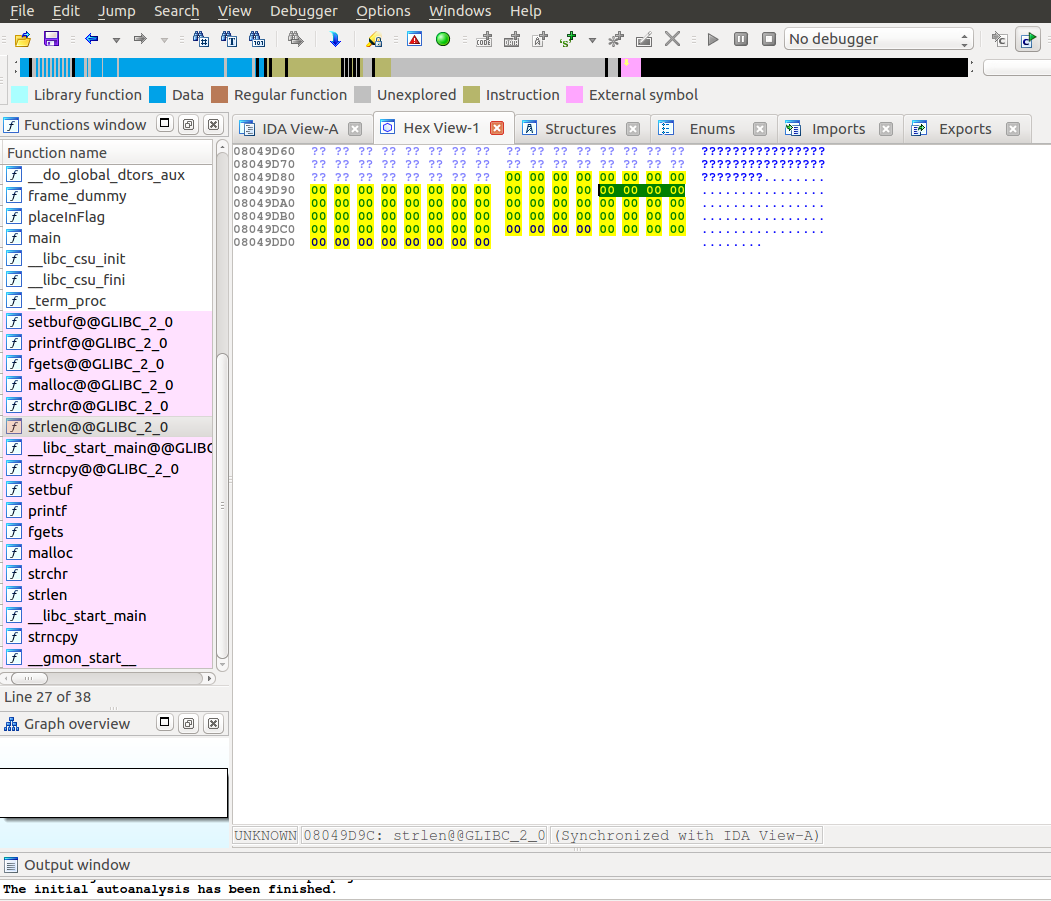 File Edit Jump Search View Debugger Options Windows Help
No debugger
Library function Data Regular function Unexplored Instruction External symbol
Functions window
IDA View-A Hex View-1 Structures Enums Imports Exports
Function name
__do_global_dtors_aux
frame_dummy
placeInFlag
main
__libc_csu_init
__libc_csu_fini
_term_proc
setbuf@@GLIBC_2_0
printf@@GLIBC_2_0
fgets@@GLIBC_2_0
malloc@@GLIBC_2_0
strchr@@GLIBC_2_0
strlen@@GLIBC_2_0
__libc_start_main@@GLIBC
strncpy@@GLIBC_2_0
setbuf
printf
fgets
malloc
strchr
strlen
__libc_start_main
strncpy
__gmon_start__
Line 27 of 38
Graph overview
08049D60 ?? ?? ?? ?? ?? ?? ?? ?? ?? ?? ?? ?? ?? ?? ?? ?? ????????????????
08049D70 ?? ?? ?? ?? ?? ?? ?? ?? ?? ?? ?? ?? ?? ?? ?? ?? ????????????????
08049D80 ?? ?? ?? ?? ?? ?? ?? ?? 00 00 00 00 00 00 00 00 ????????........
08049D90 00 00 00 00 00 00 00 00 00 00 00 00 00 00 00 00 ................
08049DA0 00 00 00 00 00 00 00 00 00 00 00 00 00 00 00 00 ................
08049DB0 00 00 00 00 00 00 00 00 00 00 00 00 00 00 00 00 ................
08049DC0 00 00 00 00 00 00 00 00 00 00 00 00 00 00 00 00 ................
08049DD0 00 00 00 00 00 00 00 00 ........
UNKNOWN 08049D9C: strlen@@GLIBC_2_0 (Synchronized with IDA View-A)
Output window
The initial autoanalysis has been finished.